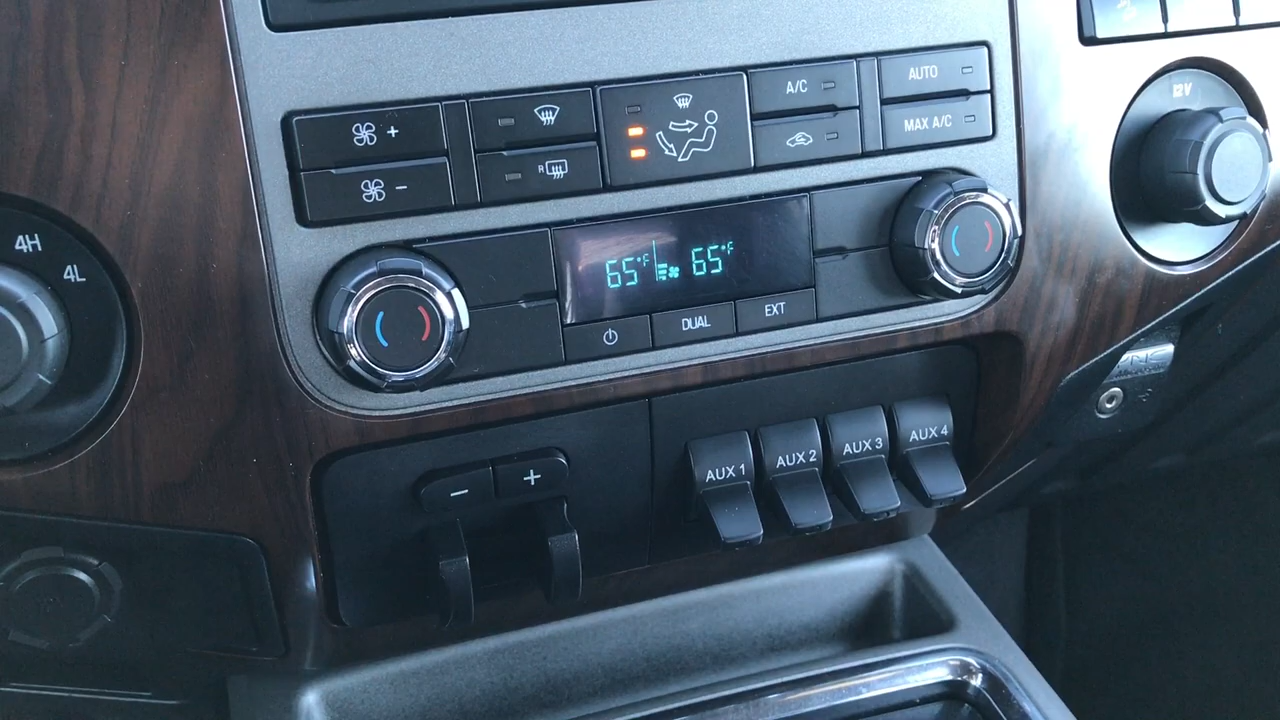 12V
AUTO
A/C
MAX A/C
+
−
R
4H
4L
65°F 65°F
DUAL
EXT
− +
AUX 1
AUX 2
AUX 3
AUX 4